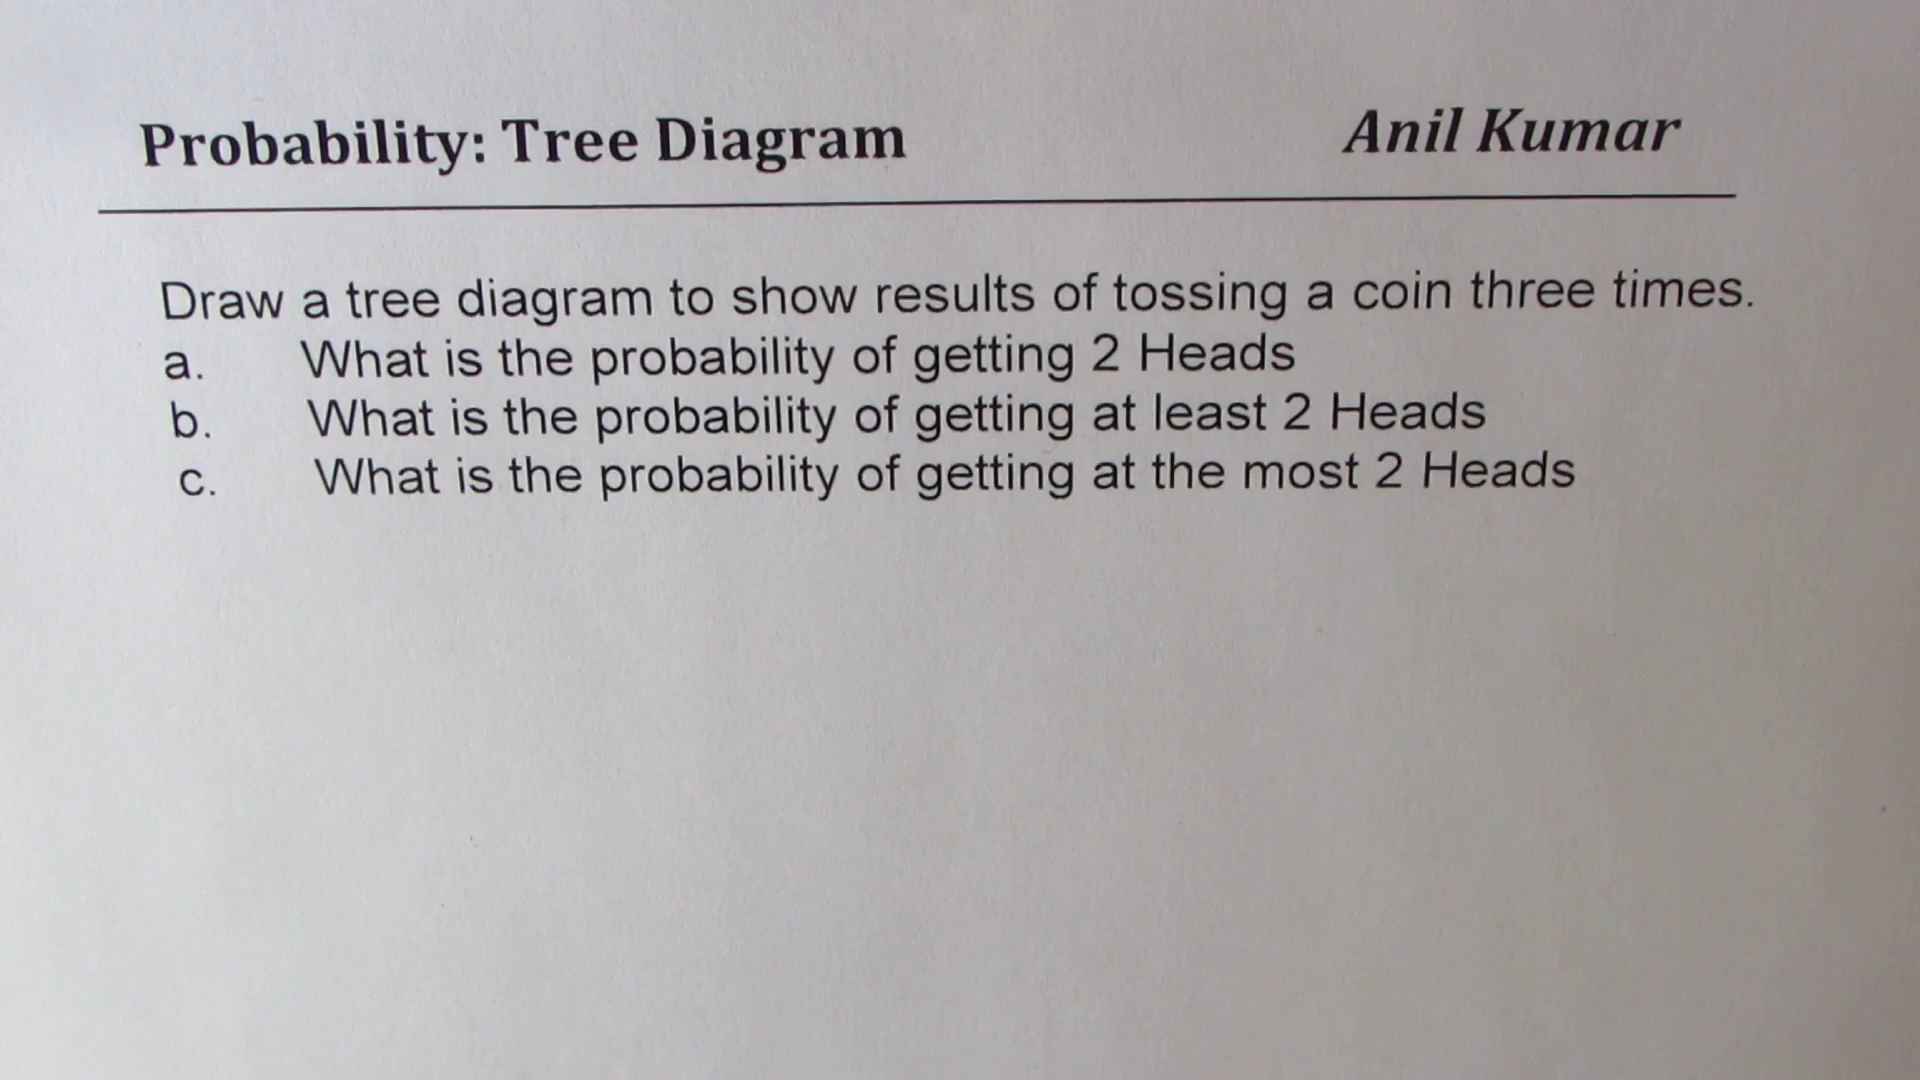 Probability: Tree Diagram Anil Kumar
Draw a tree diagram to show results of tossing a coin three times.
a. What is the probability of getting 2 Heads
b. What is the probability of getting at least 2 Heads
c. What is the probability of getting at the most 2 Heads